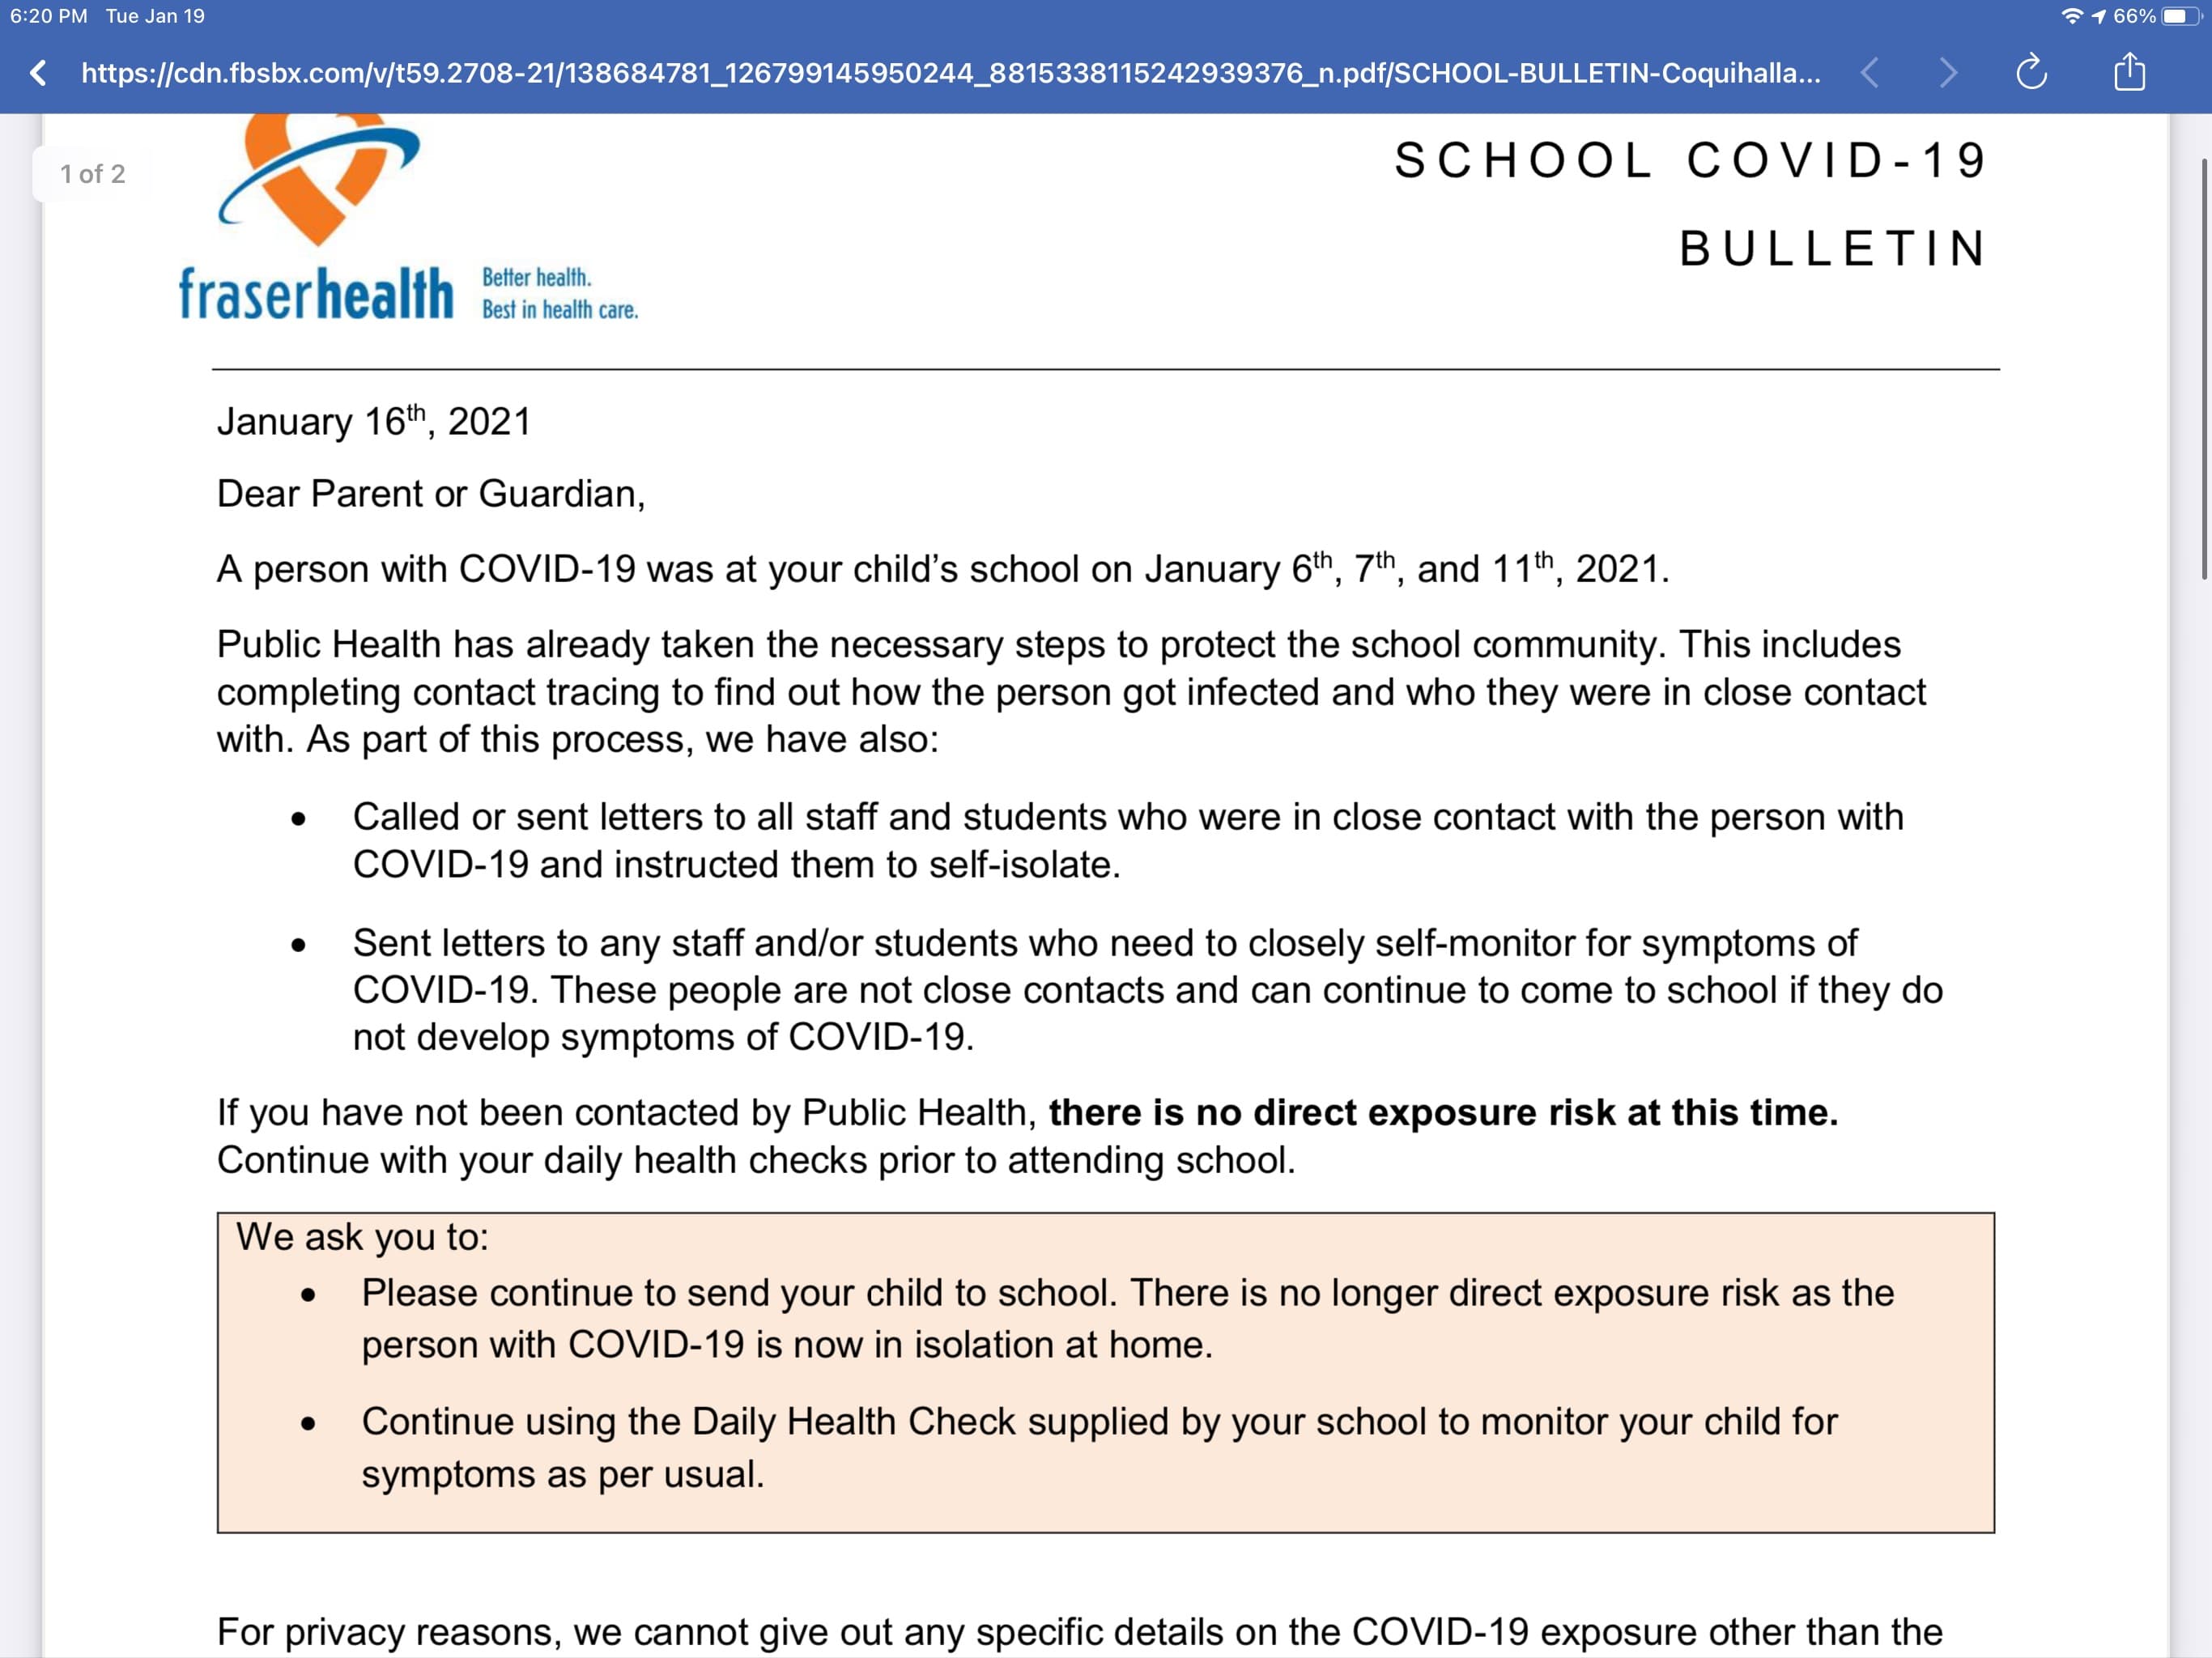 6:20 PM Tue Jan 19
66%
https://cdn.fbsbx.com/v/t59.2708-21/138684781_126799145950244_8815338115242939376_n.pdf/SCHOOL-BULLETIN-Coquihalla...
1 of 2
SCHOOL COVID-19
BULLETIN
fraserhealth
Better health.
Best in health care.
January 16th, 2021
Dear Parent or Guardian,
A person with COVID-19 was at your child’s school on January 6th, 7th, and 11th, 2021.
Public Health has already taken the necessary steps to protect the school community. This includes
completing contact tracing to find out how the person got infected and who they were in close contact
with. As part of this process, we have also:
• Called or sent letters to all staff and students who were in close contact with the person with
COVID-19 and instructed them to self-isolate.
• Sent letters to any staff and/or students who need to closely self-monitor for symptoms of
COVID-19. These people are not close contacts and can continue to come to school if they do
not develop symptoms of COVID-19.
If you have not been contacted by Public Health, there is no direct exposure risk at this time.
Continue with your daily health checks prior to attending school.
We ask you to:
• Please continue to send your child to school. There is no longer direct exposure risk as the
person with COVID-19 is now in isolation at home.
• Continue using the Daily Health Check supplied by your school to monitor your child for
symptoms as per usual.
For privacy reasons, we cannot give out any specific details on the COVID-19 exposure other than the